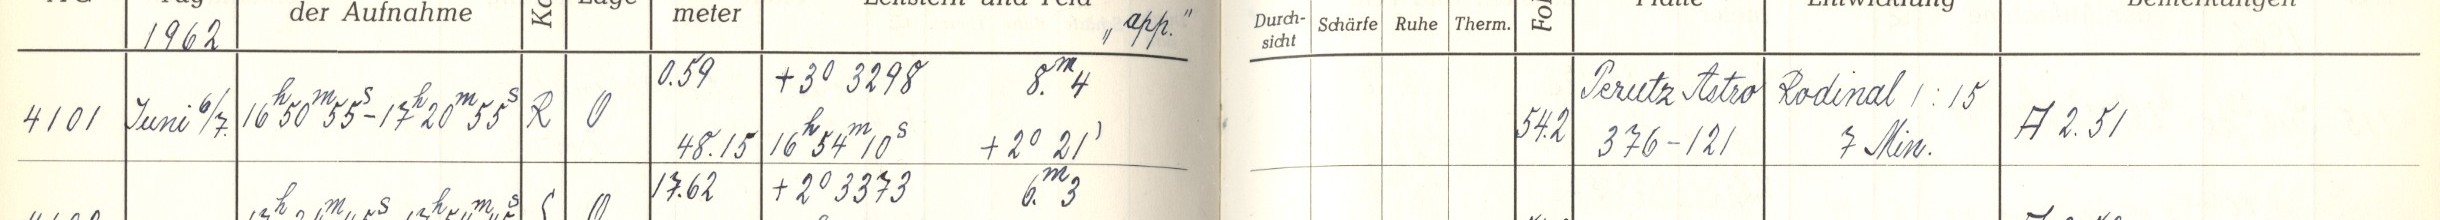 der Aufnahme meter „app."
1962 Durch-sicht Schärfe Ruhe Therm.
0.59 +3° 3298 8.ᵐ4
4101 Juni 6/7. 16ʰ50ᵐ55ˢ-17ʰ20ᵐ55ˢ R O 54.2 Perutz Astro Rodinal 1:15
48.15 16ʰ54ᵐ10ˢ +2° 21' 376-121 7 Min. 2.51
17.62 +2° 3373 6.ᵐ3